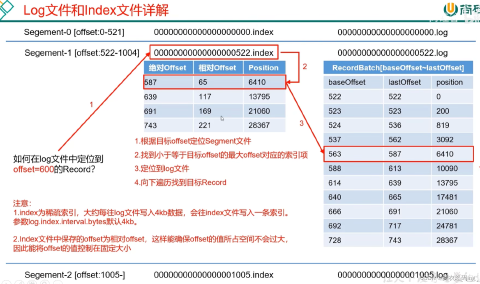 Log文件和Index文件详解
Segement-0 [offset:0-521]
00000000000000000000.index
00000000000000000000.log
Segement-1 [offset:522-1004]
00000000000000000522.index
00000000000000000522.log
绝对Offset 相对Offset Position
587 65 6410
639 117 13795
691 169 21060
743 221 28367
RecordBatch[baseOffset~lastOffset]
baseOffset lastOffset position
522 522 0
523 523 200
524 536 819
537 562 3092
563 587 6410
588 613 10090
614 639 13795
640 665 17481
666 691 21060
692 717 24781
728 743 28367
1
2
3
如何在log文件中定位到
offset=600的Record?
1.根据目标offset定位Segment文件
2.找到小于等于目标offset的最大offset对应的索引项
3.定位到log文件
4.向下遍历找到目标Record
注意:
1.index为稀疏索引,大约每往log文件写入4kb数据,会往index文件写入一条索引。
参数log.index.interval.bytes默认4kb。
2.Index文件中保存的offset为相对offset,这样能确保offset的值所占空间不会过大,
因此能将offset的值控制在固定大小
Segement-2 [offset:1005-]
00000000000000001005.index
00000000000000001005.log